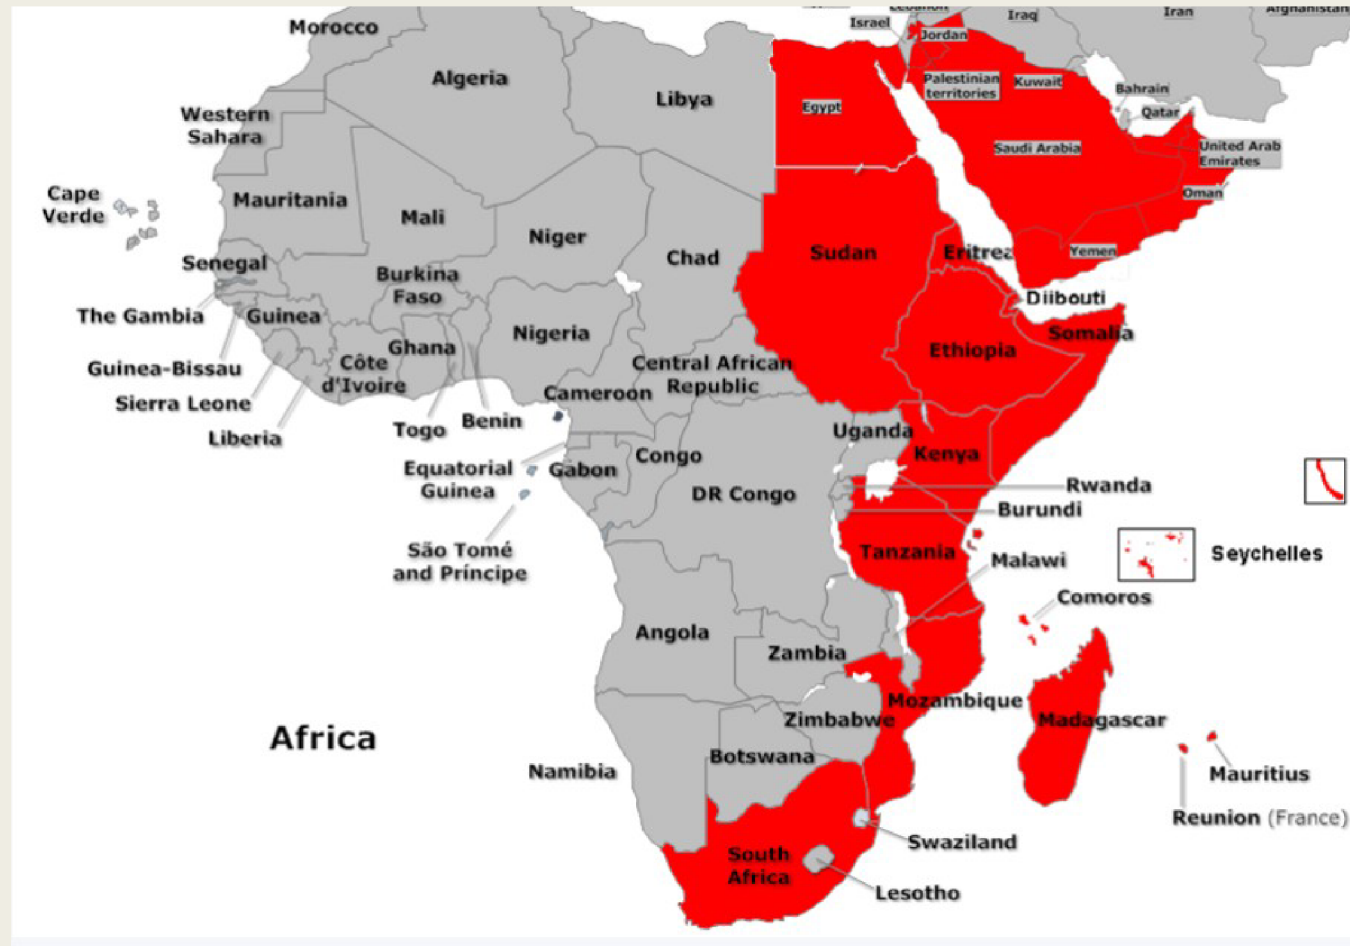 Morocco
Israel
Lebanon
Iraq
Iran
Afghanistan
Jordan
Algeria
Libya
Egypt
Palestinian
territories
Kuwait
Bahrain
Qatar
Western
Sahara
Saudi Arabia
United Arab
Emirates
Cape
Verde
Mauritania
Mali
Niger
Chad
Sudan
Eritrea
Yemen
Oman
Senegal
Burkina
Faso
The Gambia
Guinea
Nigeria
Diibouti
Somalia
Ethiopia
Guinea-Bissau
Côte
d'Ivoire
Ghana
Central African
Republic
Sierra Leone
Liberia
Togo
Benin
Cameroon
Uganda
Kenya
Equatorial
Guinea
Gabon
Congo
DR Congo
Rwanda
Burundi
São Tomé
and Príncipe
Tanzania
Malawi
Seychelles
Comoros
Angola
Zambia
Mozambique
Madagascar
Zimbabwe
Africa
Namibia
Botswana
Mauritius
Reunion (France)
Swaziland
South
Africa
Lesotho